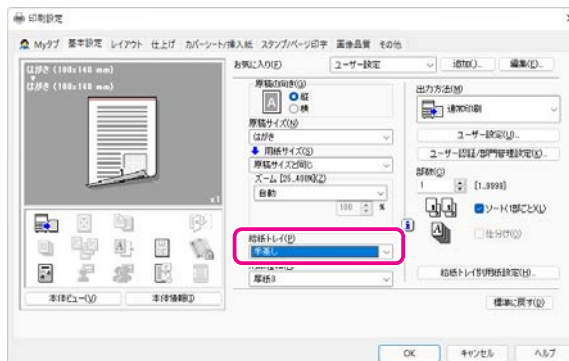 印刷設定
Myタブ 基本設定 レイアウト 仕上げ カバーシート/挿入紙 スタンプ/ページ印字 画像品質 その他
はがき (100x148 mm)
はがき (100x148 mm)
x1
本体ビュー(V)
本体情報(I)
お気に入り(F)
ユーザー設定
追加()...
編集(E)...
原稿の向き(G)
縦
横
原稿サイズ(N)
はがき
用紙サイズ(S)
原稿サイズと同じ
ズーム [25..400%](Z)
自動
100 %
給紙トレイ(P)
手差し
厚紙3
出力方法(M)
通常印刷
ユーザー設定(U)...
ユーザー認証/部門管理設定(K)...
部数(C)
1
[1..9999]
ソート(1部ごと)(L)
仕分け(O)
給紙トレイ別用紙設定(H)...
標準に戻す(D)
OK
キャンセル
ヘルプ